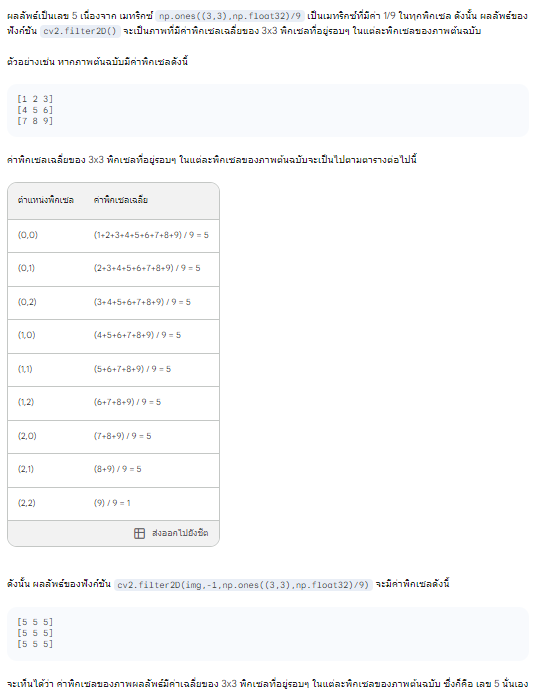 ผลลัพธ์เป็นเลข 5 เนื่องจาก เมทริกซ์ np.ones((3,3),np.float32)/9 เป็นเมทริกซ์ที่มีค่า 1/9 ในทุกพิกเซล ดังนั้น ผลลัพธ์ของ
ฟังก์ชัน cv2.filter2D() จะเป็นภาพที่มีค่าพิกเซลเฉลี่ยของ 3x3 พิกเซลที่อยู่รอบๆ ในแต่ละพิกเซลของภาพต้นฉบับ
ตัวอย่างเช่น หากภาพต้นฉบับมีค่าพิกเซลดังนี้
[1 2 3]
[4 5 6]
[7 8 9]
ค่าพิกเซลเฉลี่ยของ 3x3 พิกเซลที่อยู่รอบๆ ในแต่ละพิกเซลของภาพต้นฉบับจะเป็นไปตามตารางต่อไปนี้
ตำแหน่งพิกเซล ค่าพิกเซลเฉลี่ย
(0,0) (1+2+3+4+5+6+7+8+9) / 9 = 5
(0,1) (2+3+4+5+6+7+8+9) / 9 = 5
(0,2) (3+4+5+6+7+8+9) / 9 = 5
(1,0) (4+5+6+7+8+9) / 9 = 5
(1,1) (5+6+7+8+9) / 9 = 5
(1,2) (6+7+8+9) / 9 = 5
(2,0) (7+8+9) / 9 = 5
(2,1) (8+9) / 9 = 5
(2,2) (9) / 9 = 1
ส่งออกไปยังชีต
ดังนั้น ผลลัพธ์ของฟังก์ชัน cv2.filter2D(img,-1,np.ones((3,3),np.float32)/9) จะมีค่าพิกเซลดังนี้
[5 5 5]
[5 5 5]
[5 5 5]
จะเห็นได้ว่า ค่าพิกเซลของภาพผลลัพธ์มีค่าเฉลี่ยของ 3x3 พิกเซลที่อยู่รอบๆ ในแต่ละพิกเซลของภาพต้นฉบับ ซึ่งก็คือ เลข 5 นั่นเอง